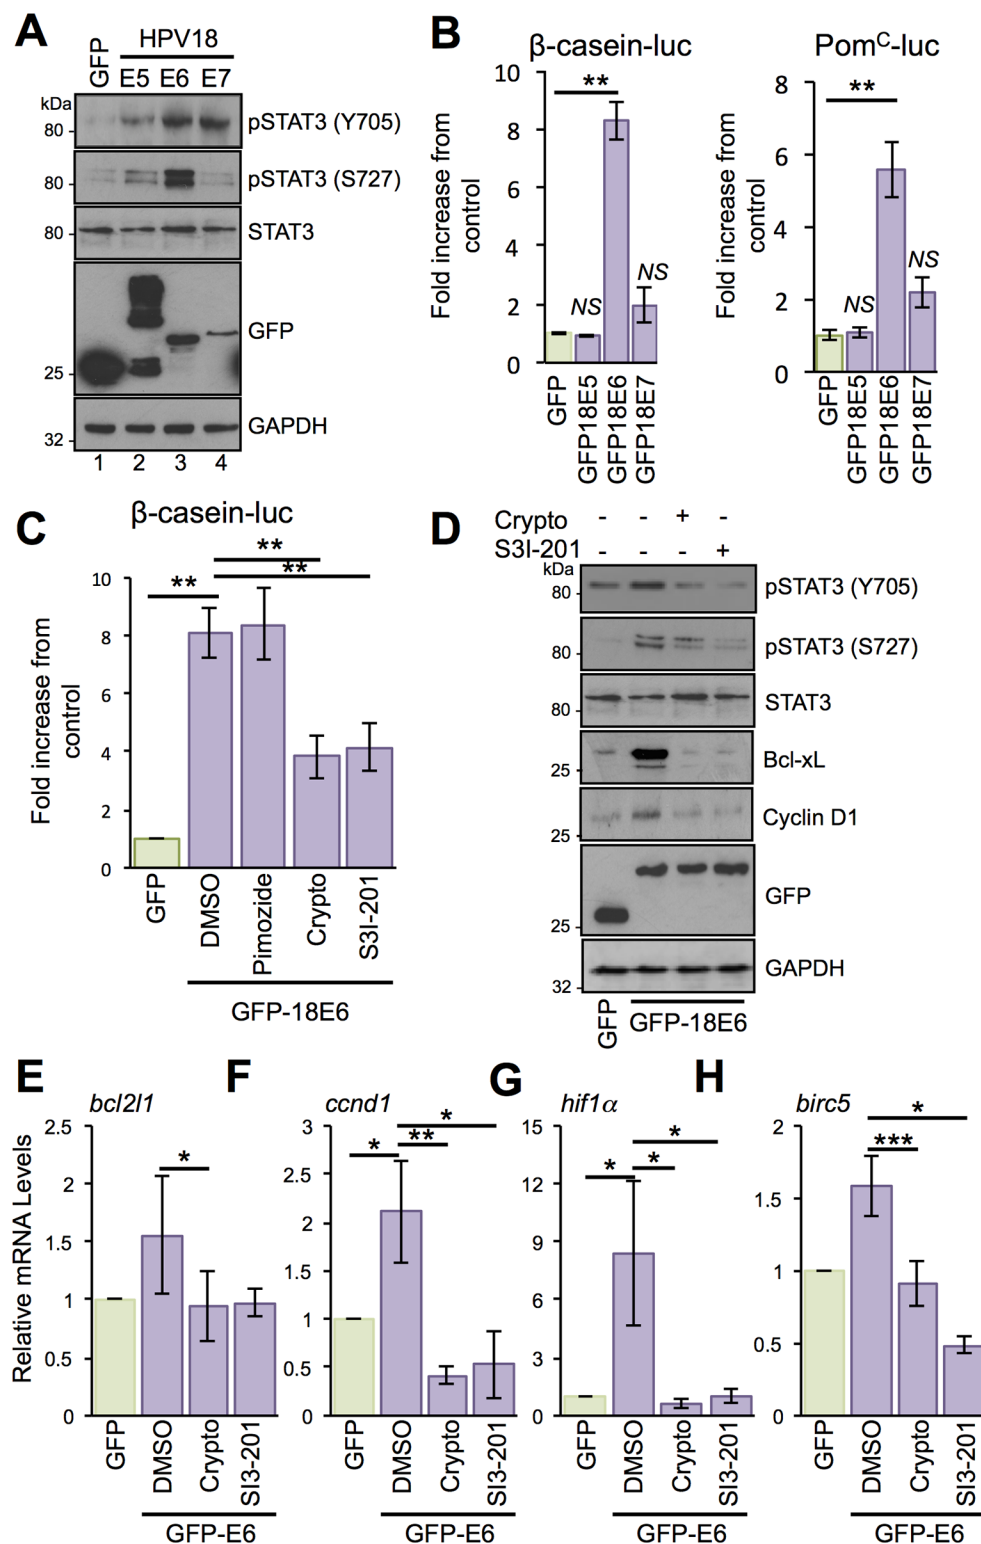 A
GFP
HPV18
E5 E6 E7
kDa
80 - pSTAT3 (Y705)
80 - pSTAT3 (S727)
80 - STAT3
GFP
25 -
GAPDH
32 -
1 2 3 4
B
β-casein-luc
**
Fold increase from
control
10
8
6
4
2
0
NS
NS
GFP
GFP18E5
GFP18E6
GFP18E7
Pomᶜ-luc
**
Fold increase from
control
8
6
4
2
0
NS
NS
GFP
GFP18E5
GFP18E6
GFP18E7
C
β-casein-luc
**
**
**
Fold increase from
control
10
8
6
4
2
0
GFP
DMSO
Pimozide
Crypto
S3I-201
GFP-18E6
D
Crypto - - + -
S3I-201 - - - +
kDa
80 - pSTAT3 (Y705)
80 - pSTAT3 (S727)
STAT3
80 -
Bcl-xL
25 -
Cyclin D1
25 -
GFP
25 -
GAPDH
32 -
GFP
GFP-18E6
E
bcl2l1
Relative mRNA Levels
2.5
2
1.5
1
0.5
0
*
GFP
DMSO
Crypto
SI3-201
GFP-E6
F
ccnd1
3
2.5
2
1.5
1
0.5
0
*
* **
GFP
DMSO
Crypto
SI3-201
GFP-E6
G
hif1α
15
12
9
6
3
0
*
* *
GFP
DMSO
Crypto
SI3-201
GFP-E6
H
birc5
2
1.5
1
0.5
0
*
***
GFP
DMSO
Crypto
SI3-201
GFP-E6